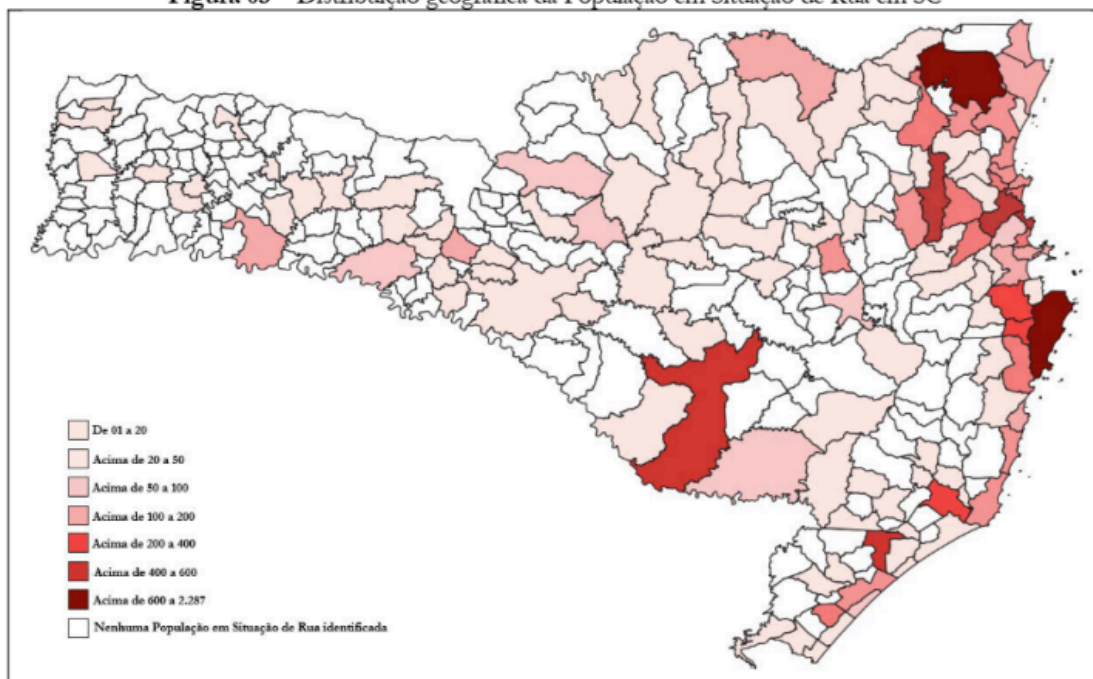 Figura 03 – Distribuição geográfica da População em Situação de Rua em SC
De 01 a 20
Acima de 20 a 50
Acima de 50 a 100
Acima de 100 a 200
Acima de 200 a 400
Acima de 400 a 600
Acima de 600 a 2.287
Nenhuma População em Situação de Rua identificada